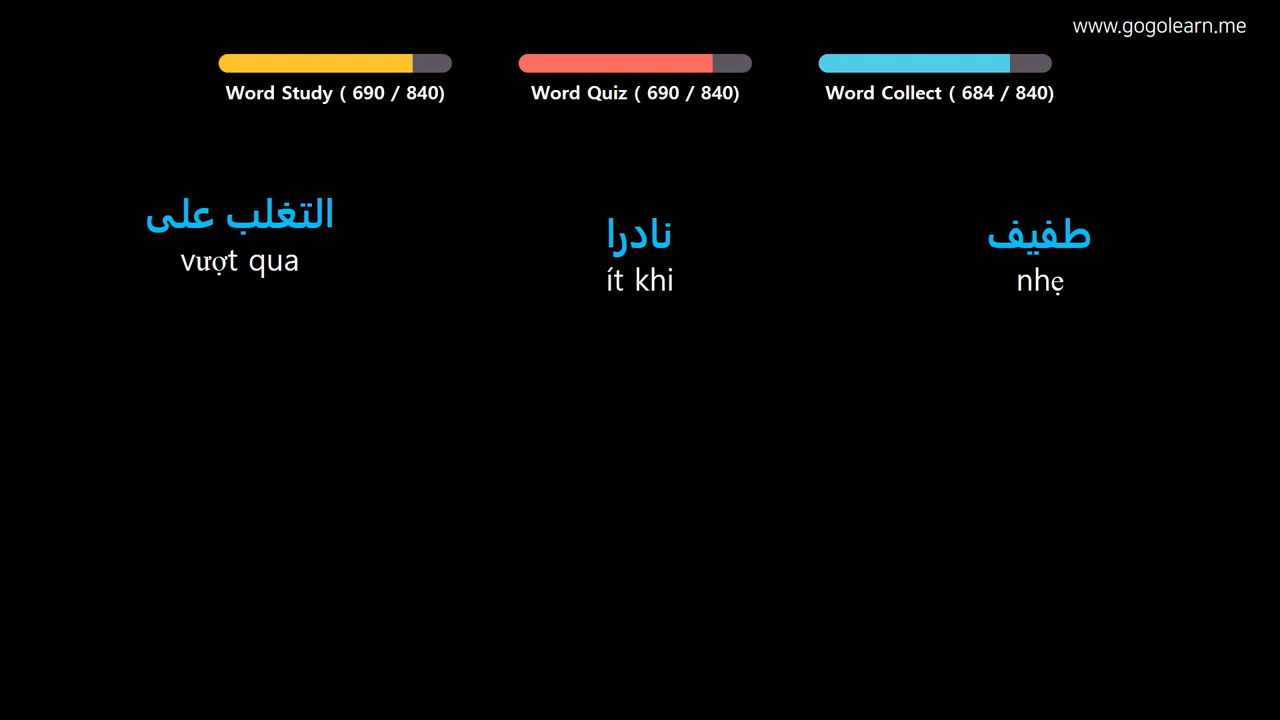 www.gogolearn.me
Word Study ( 690 / 840)
Word Quiz ( 690 / 840)
Word Collect ( 684 / 840)
التغلب على
vượt qua
نادرا
ít khi
طفيف
nhẹ